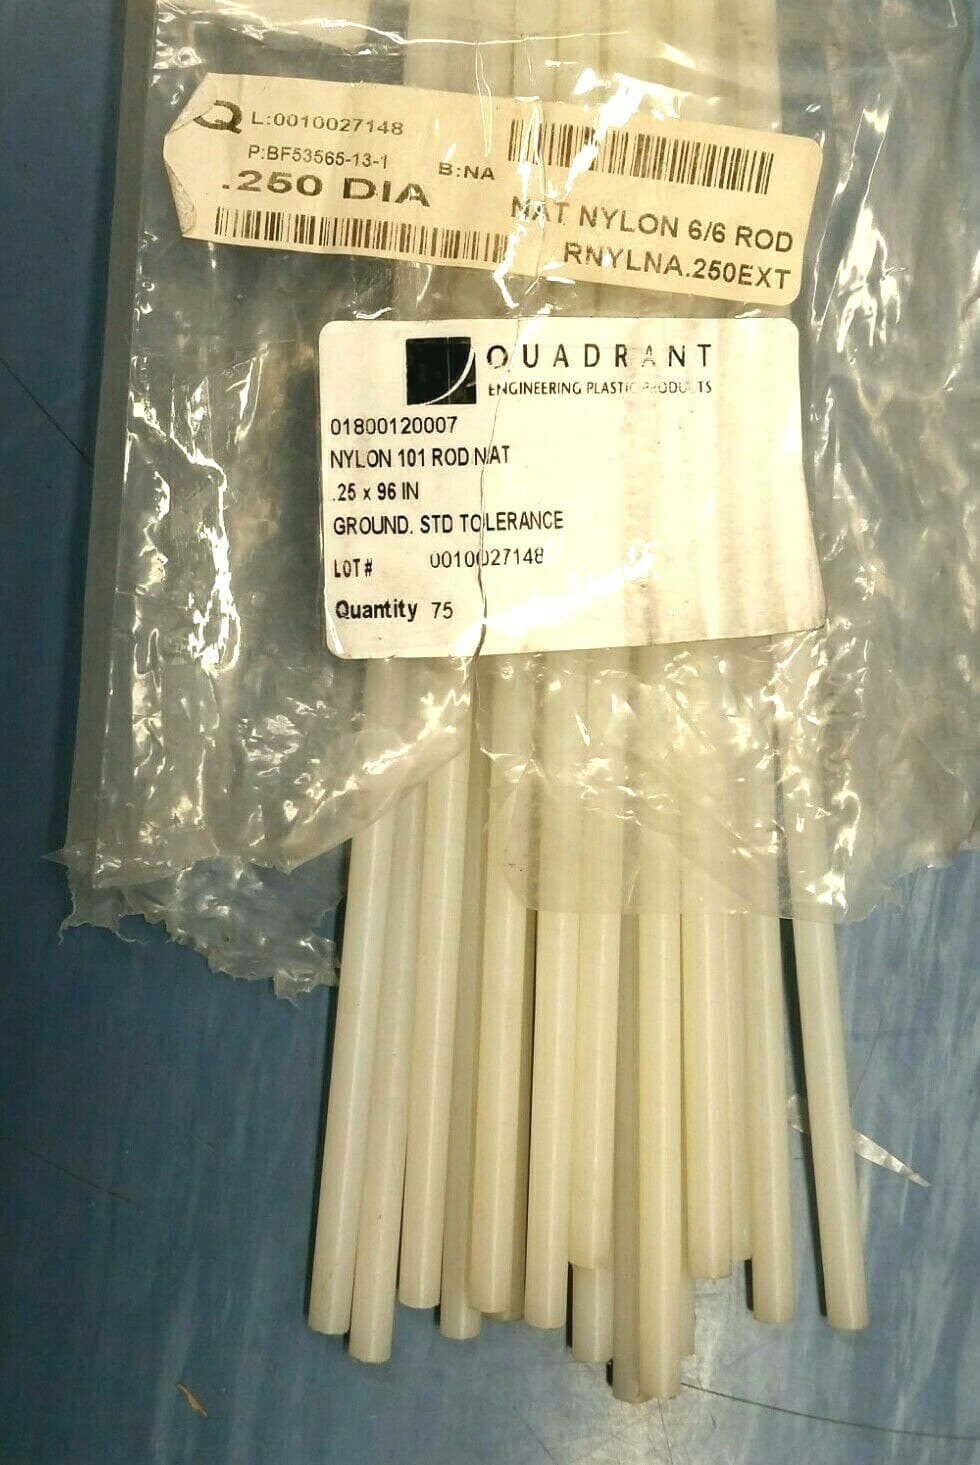 Q L:0010027148
P:BF53565-13-1 B:NA
.250 DIA
NAT NYLON 6/6 ROD
RNYLNA.250EXT
QUADRANT
ENGINEERING PLASTIC PRODUCTS
01800120007
NYLON 101 ROD NAT
.25 x 96 IN
GROUND. STD TOLERANCE
LOT# 0010027148
Quantity 75